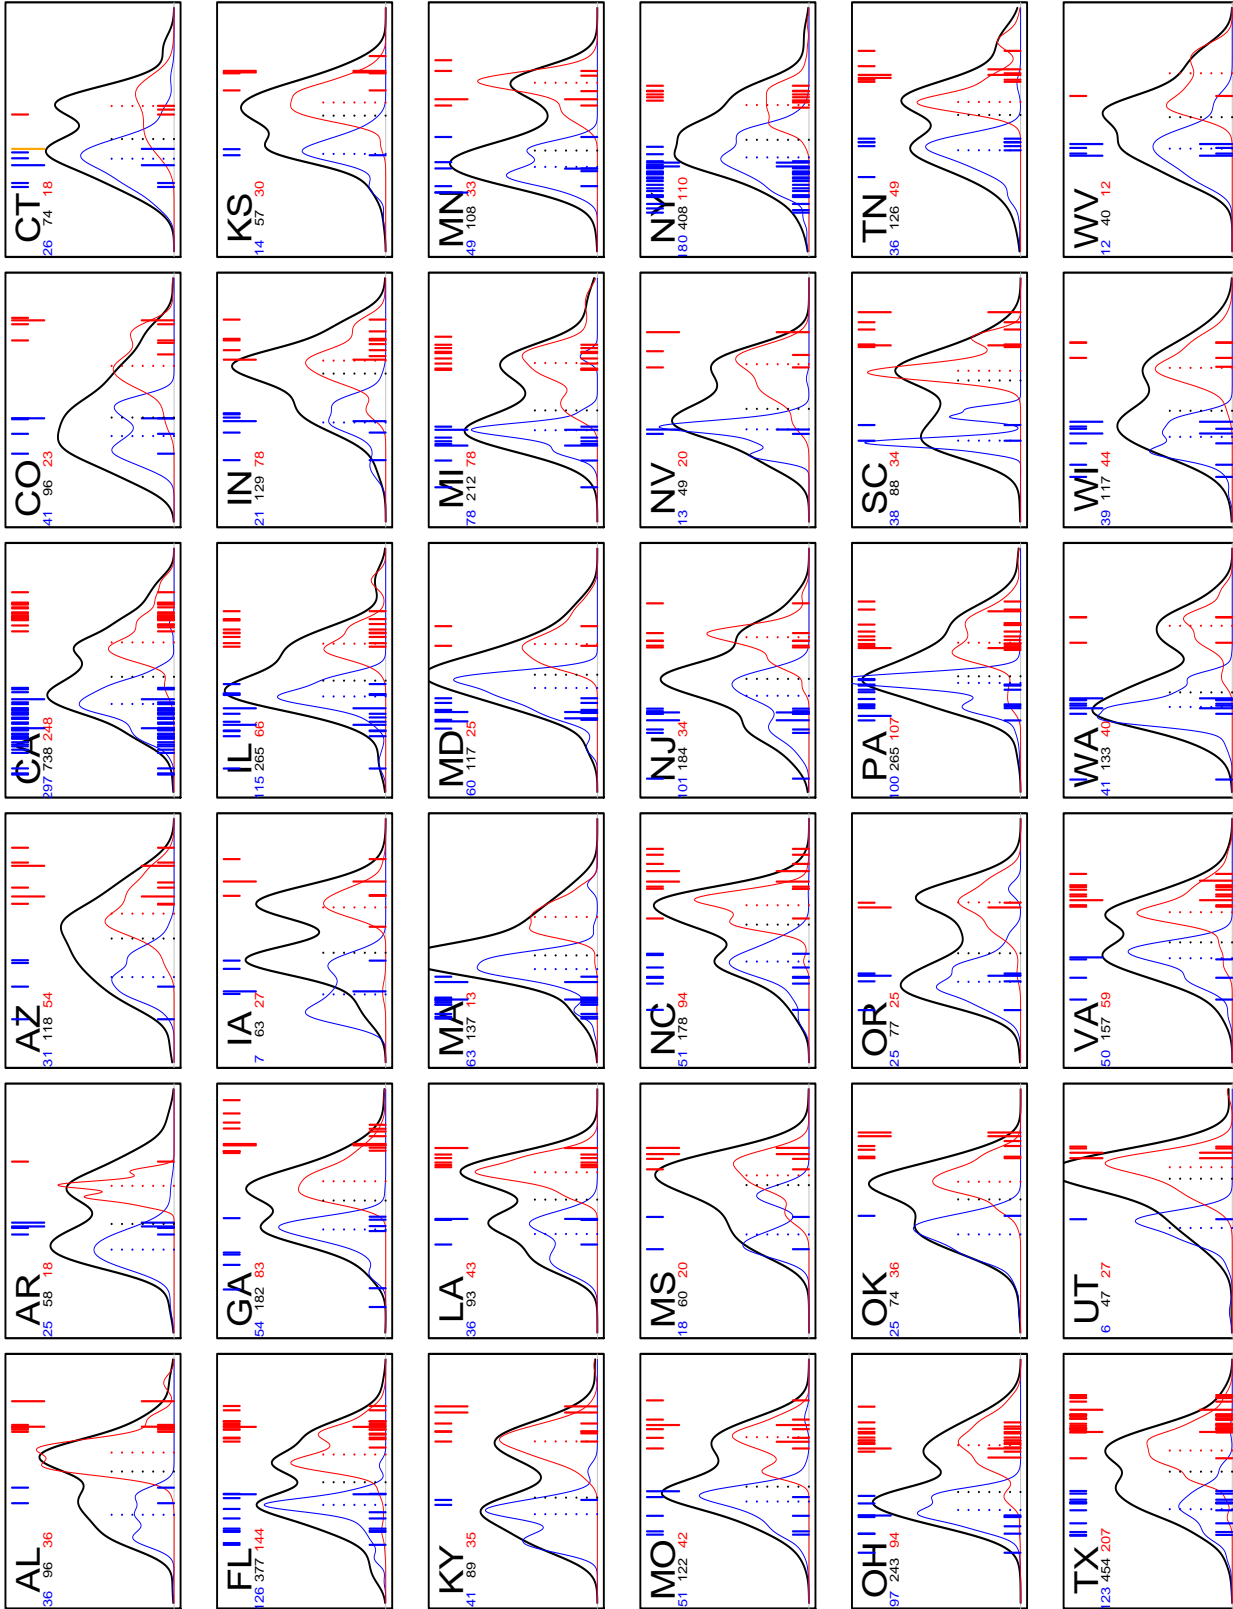 AL
36 96 36
AR
25 58 18
AZ
31 118 54
CA
297 738 248
CO
41 96 23
CT
26 74 18
FL
126 377 144
GA
54 182 83
IA
7 63 27
IL
115 265 66
IN
21 129 78
KS
14 57 30
KY
41 89 35
LA
36 93 43
MA
63 137 13
MD
60 117 25
MI
78 212 78
MN
49 108 33
MO
51 122 42
MS
18 60 20
NC
51 178 94
NJ
101 184 34
NV
13 49 20
NY
180 408 110
OH
97 243 94
OK
25 74 36
OR
25 77 25
PA
100 265 107
SC
38 88 34
TN
36 126 49
TX
123 454 207
UT
6 47 27
VA
50 157 59
WA
41 133 40
WI
39 117 44
WV
12 40 12